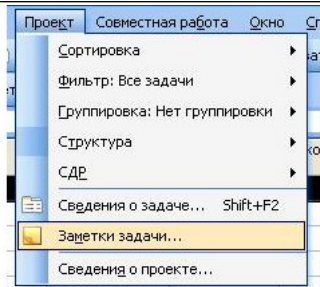 Проект Совместная работа Окно
Сортировка
Фильтр: Все задачи
Группировка: Нет группировки
Структура
СДР
Сведения о задаче... Shift+F2
Заметки задачи...
Сведения о проекте...